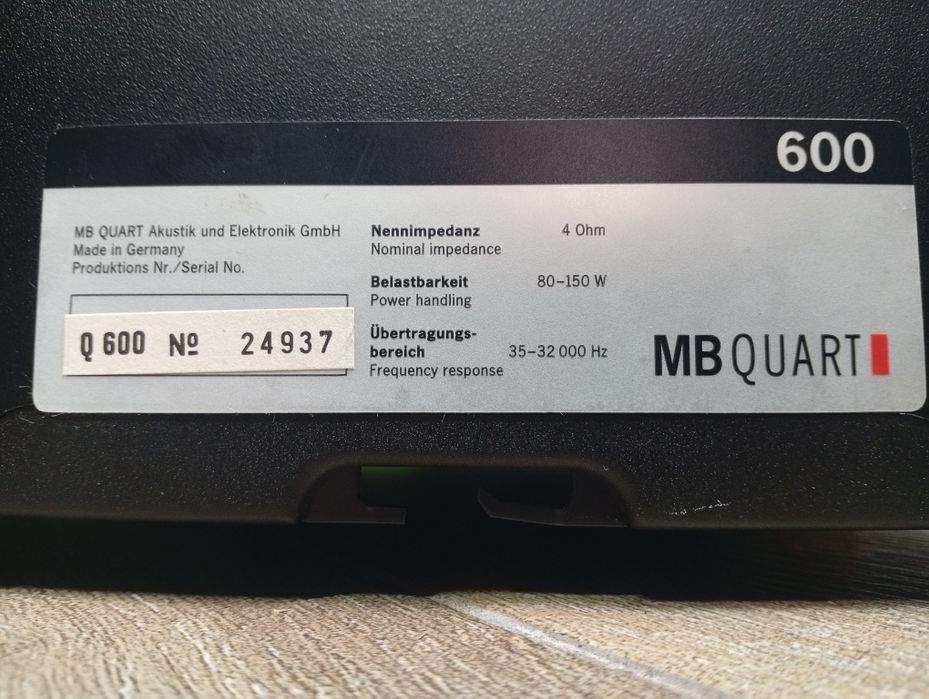 600
MB QUART Akustik und Elektronik GmbH
Made in Germany
Produktions Nr./Serial No.
Q 600 Nº 24937
Nennimpedanz 4 Ohm
Nominal impedance
Belastbarkeit 80–150 W
Power handling
Übertragungs-
bereich 35–32 000 Hz
Frequency response
MB QUART